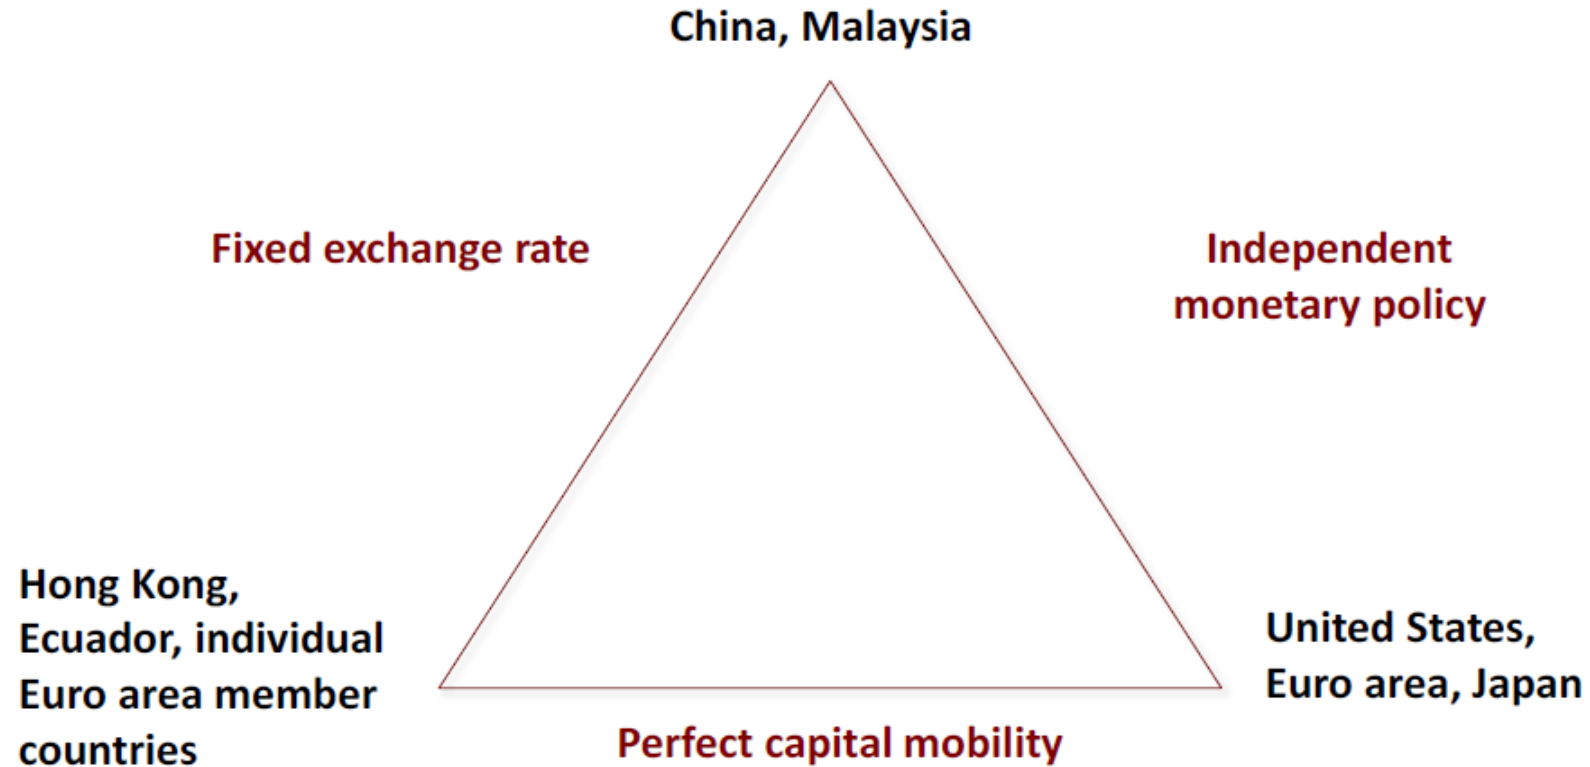 China, Malaysia
Fixed exchange rate
Independent
monetary policy
Hong Kong,
Ecuador, individual
Euro area member
countries
United States,
Euro area, Japan
Perfect capital mobility